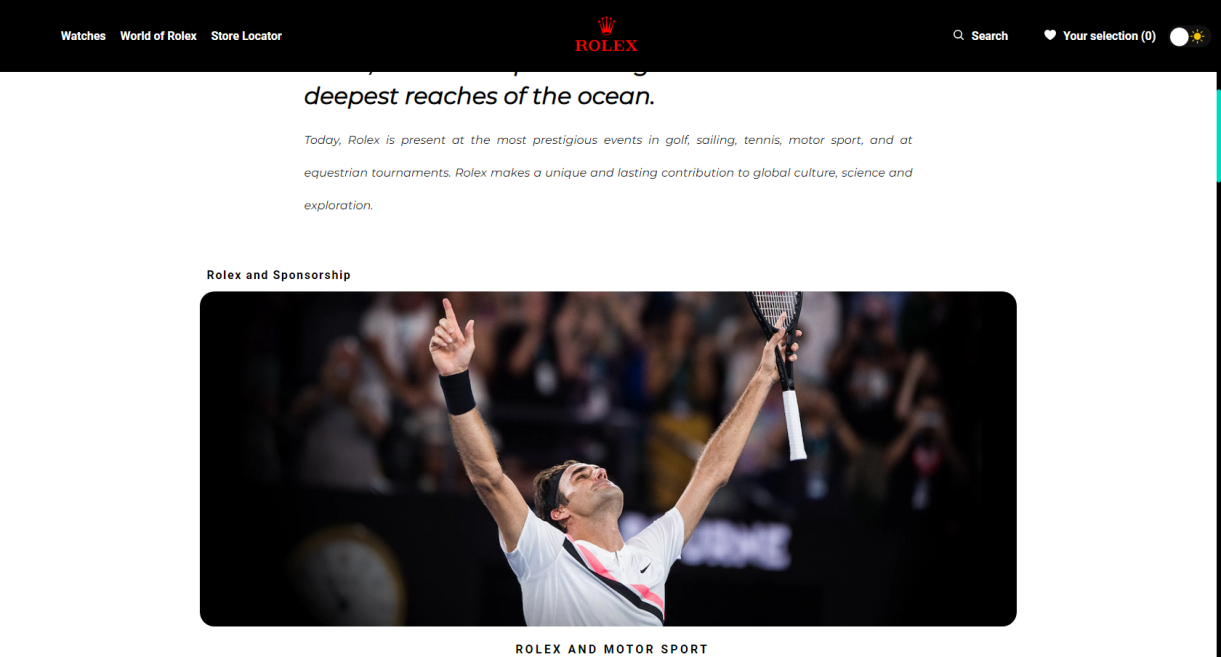 Watches World of Rolex Store Locator
ROLEX
Search Your selection (0)
deepest reaches of the ocean.
Today, Rolex is present at the most prestigious events in golf, sailing, tennis, motor sport, and at
equestrian tournaments. Rolex makes a unique and lasting contribution to global culture, science and
exploration.
Rolex and Sponsorship
ROLEX AND MOTOR SPORT